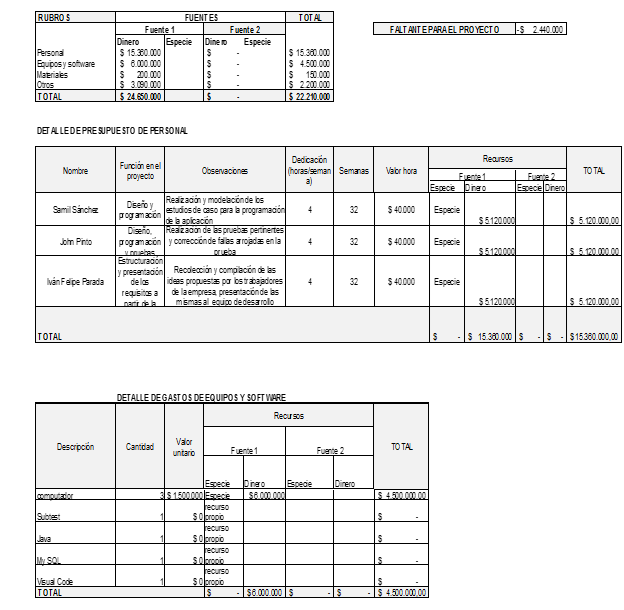 RUBROS FUENTES TOTAL
Fuente 1 Fuente 2
Dinero Especie Dinero Especie
Personal $ 15.360.000 $ - $ 15.360.000
Equipos y software $ 6.000.000 $ - $ 4.500.000
Materiales $ 200.000 $ - $ 150.000
Otros $ 3.090.000 $ - $ 2.200.000
TOTAL $ 24.650.000 $ - $ 22.210.000
FALTANTE PARA EL PROYECTO -$ 2.440.000
DETALLE DE PRESUPUESTO DE PERSONAL
Nombre Función en el proyecto Observaciones Dedicación (horas/semana) Semanas Valor hora Recursos TOTAL
Fuente 1 Fuente 2
Especie Dinero Especie Dinero
Samil Sánchez Diseño y programación Realización y modelación de los estudios de caso para la programación de la aplicación 4 32 $ 40.000 Especie $ 5.120.000 $ 5.120.000,00
John Pinto Diseño, programación y pruebas Realización de las pruebas pertinentes y corrección de fallas arrojadas en la prueba 4 32 $ 40.000 Especie $ 5.120.000 $ 5.120.000,00
Iván Felipe Parada Estructuración y presentación de los requisitos a partir de la Recolección y compilación de las ideas propuestas por los trabajadores de la empresa, presentación de las mismas al equipo de desarrollo 4 32 $ 40.000 Especie $ 5.120.000 $ 5.120.000,00
TOTAL $ - $ 15.360.000 $ - $ - $ 15.360.000,00
DETALLE DE GASTOS DE EQUIPOS Y SOFTWARE
Descripción Cantidad Valor unitario Recursos TOTAL
Fuente 1 Fuente 2
Especie Dinero Especie Dinero
computador 3 $ 1.500.000 Especie $6.000.000 $ 4.500.000,00
Subtest 1 $ 0 recurso propio $ -
Java 1 $ 0 recurso propio $ -
My SQL 1 $ 0 recurso propio $ -
Visual Code 1 $ 0 recurso propio $ -
TOTAL $ - $6.000.000 $ - $ - $ 4.500.000,00